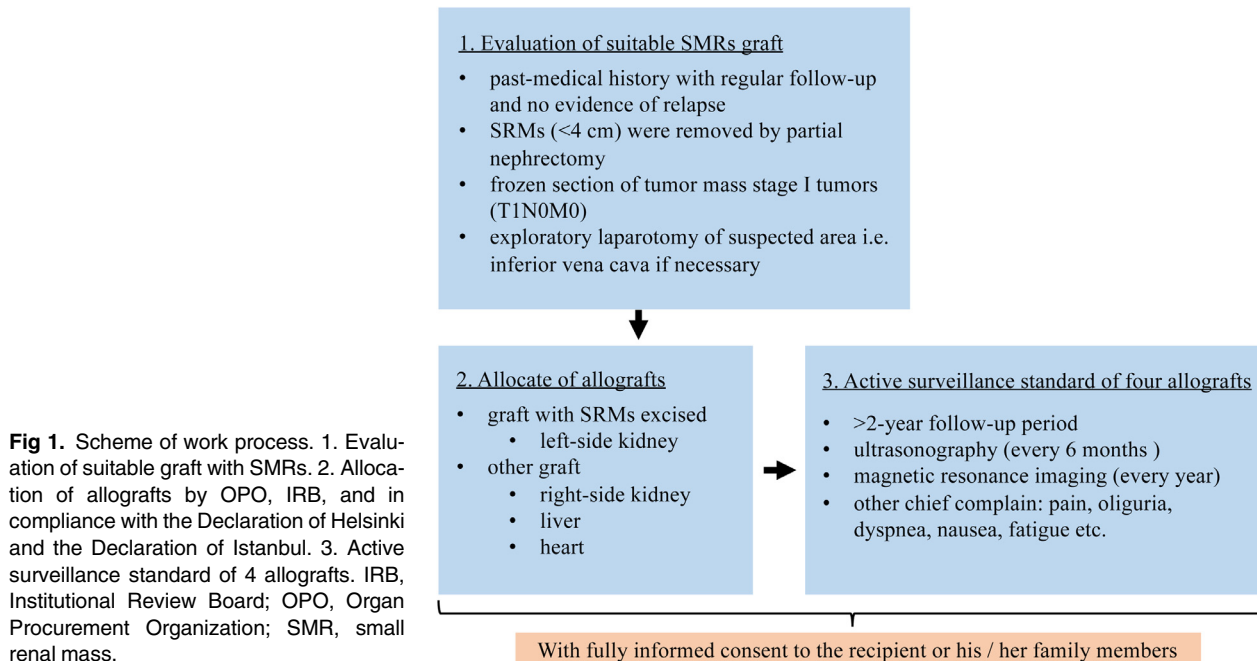 1. Evaluation of suitable SMRs graft
• past-medical history with regular follow-up
and no evidence of relapse
• SRMs (<4 cm) were removed by partial
nephrectomy
• frozen section of tumor mass stage I tumors
(T1N0M0)
• exploratory laparotomy of suspected area i.e.
inferior vena cava if necessary
2. Allocate of allografts
• graft with SRMs excised
• left-side kidney
• other graft
• right-side kidney
• liver
• heart
3. Active surveillance standard of four allografts
• >2-year follow-up period
• ultrasonography (every 6 months )
• magnetic resonance imaging (every year)
• other chief complain: pain, oliguria,
dyspnea, nausea, fatigue etc.
With fully informed consent to the recipient or his / her family members
Fig 1. Scheme of work process. 1. Evalu-
ation of suitable graft with SMRs. 2. Alloca-
tion of allografts by OPO, IRB, and in
compliance with the Declaration of Helsinki
and the Declaration of Istanbul. 3. Active
surveillance standard of 4 allografts. IRB,
Institutional Review Board; OPO, Organ
Procurement Organization; SMR, small
renal mass.